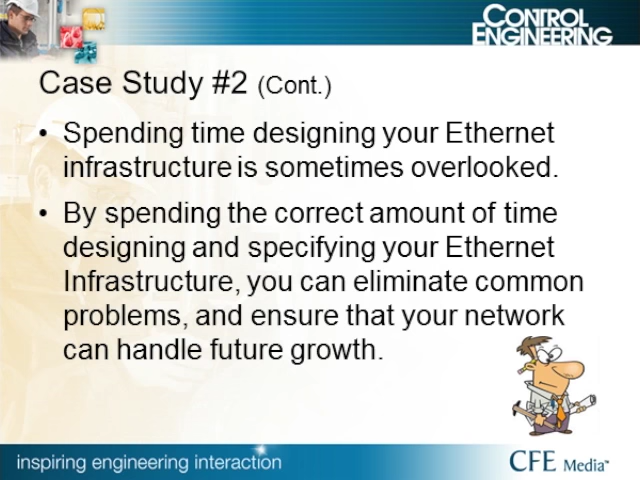 CONTROL
ENGINEERING
Case Study #2 (Cont.)
• Spending time designing your Ethernet
infrastructure is sometimes overlooked.
• By spending the correct amount of time
designing and specifying your Ethernet
Infrastructure, you can eliminate common
problems, and ensure that your network
can handle future growth.
inspiring engineering interaction
CFE Media™